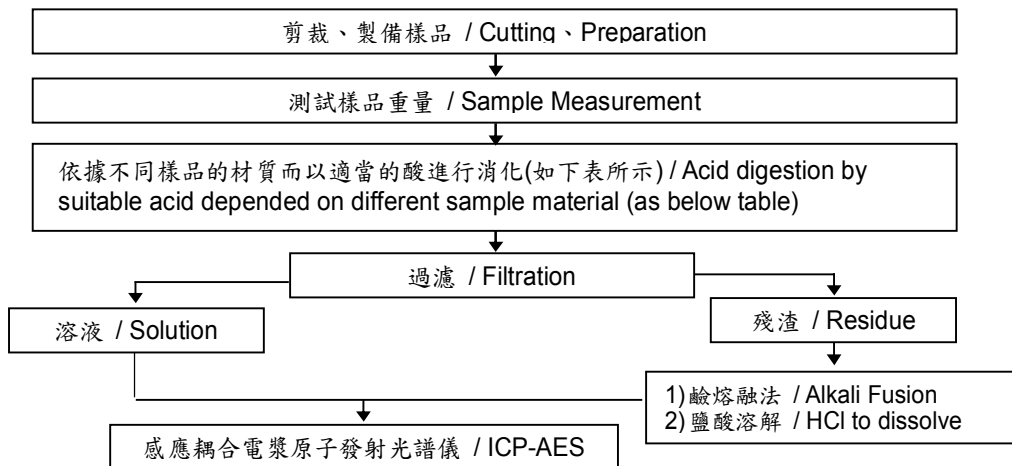 剪裁、製備樣品 / Cutting、Preparation
測試樣品重量 / Sample Measurement
依據不同樣品的材質而以適當的酸進行消化(如下表所示) / Acid digestion by
suitable acid depended on different sample material (as below table)
過濾 / Filtration
溶液 / Solution
殘渣 / Residue
1)鹼熔融法 / Alkali Fusion
2)鹽酸溶解 / HCl to dissolve
感應耦合電漿原子發射光譜儀 / ICP-AES